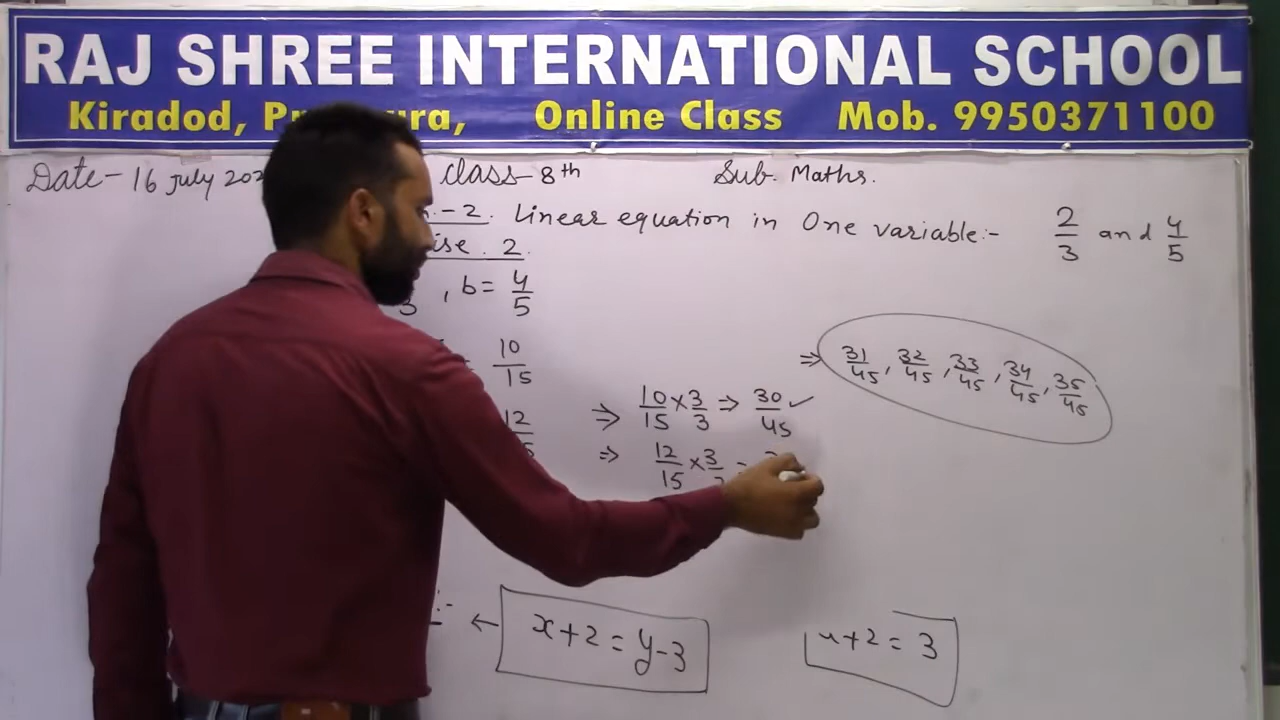 RAJ SHREE INTERNATIONAL SCHOOL
Kiradod, Online Class Mob. 9950371100
Date- 16 July Class- 8th Sub. Maths.
-2. Linear equation in One variable:- 2/3 and 4/5
2.
3 , b= 4/5
10/15
⇒ 31/45, 32/45, 33/45, 34/45, 35/45
⇒ 10/15 × 3/3 ⇒ 30/45 ✓
12 ⇒ 12/15 × 3
:- ← x+2 = y-3
+2 = 3